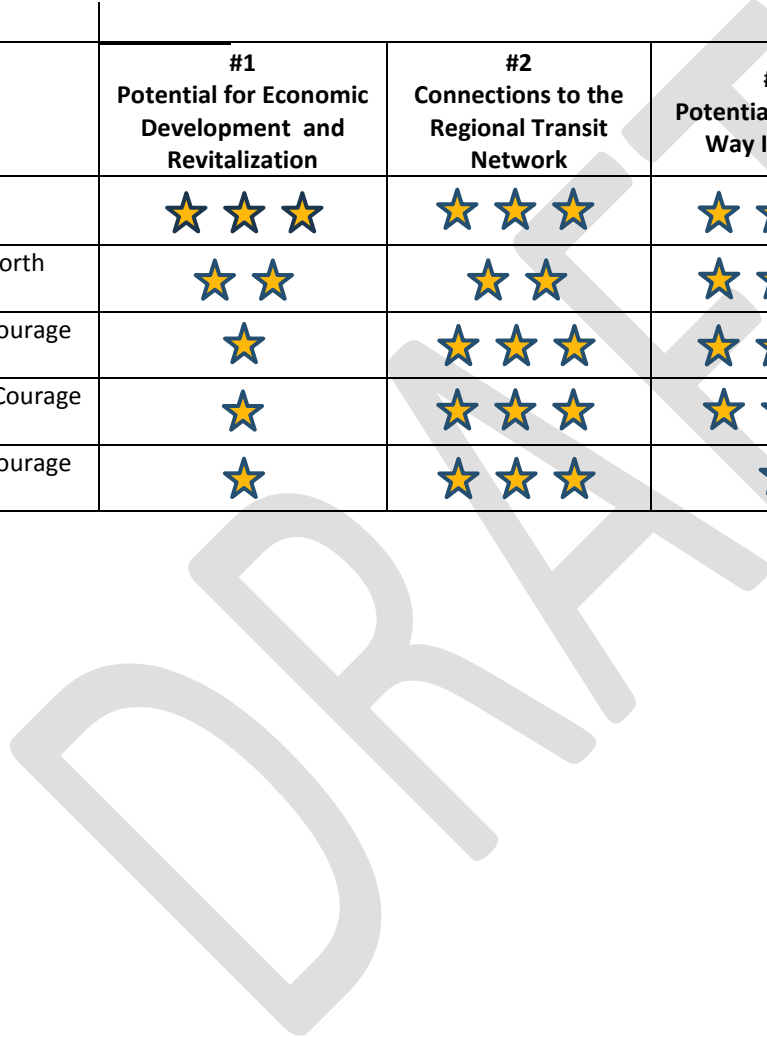 #1
Potential for Economic
Development and
Revitalization
#2
Connections to the
Regional Transit
Network
#
Potentia
Way I
orth
ourage
Courage
ourage
DRAFT